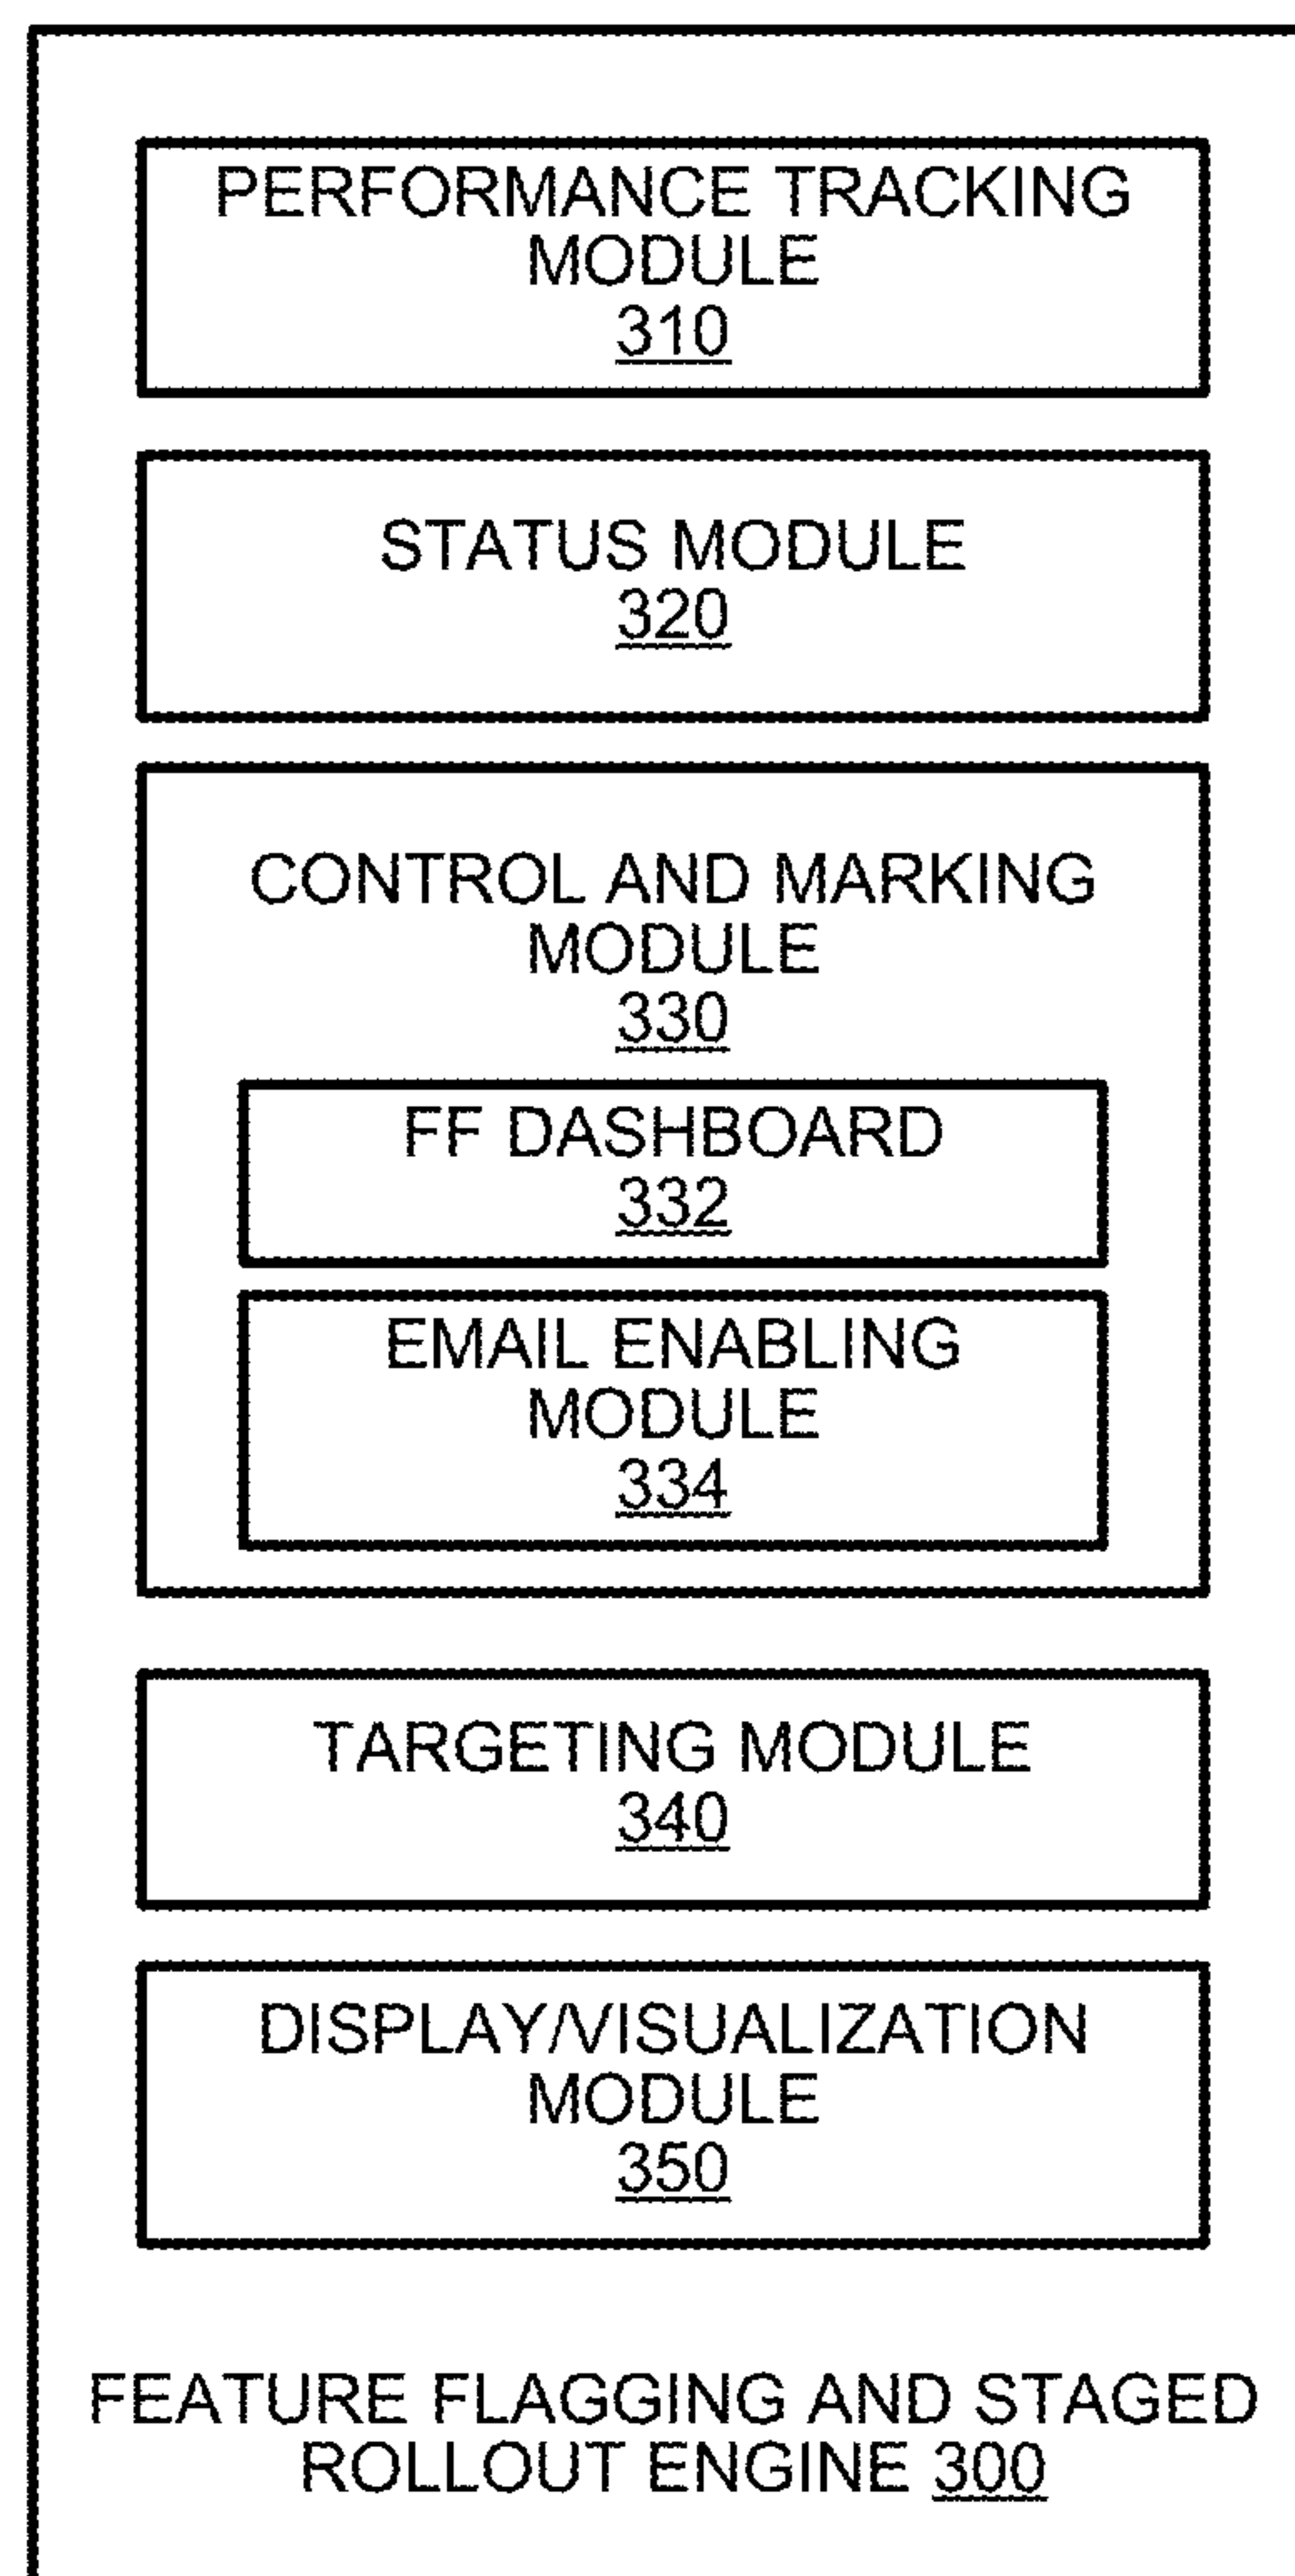 PERFORMANCE TRACKING
MODULE
310
STATUS MODULE
320
CONTROL AND MARKING
MODULE
330
FF DASHBOARD
332
EMAIL ENABLING
MODULE
334
TARGETING MODULE
340
DISPLAY/VISUALIZATION
MODULE
350
FEATURE FLAGGING AND STAGED
ROLLOUT ENGINE 300